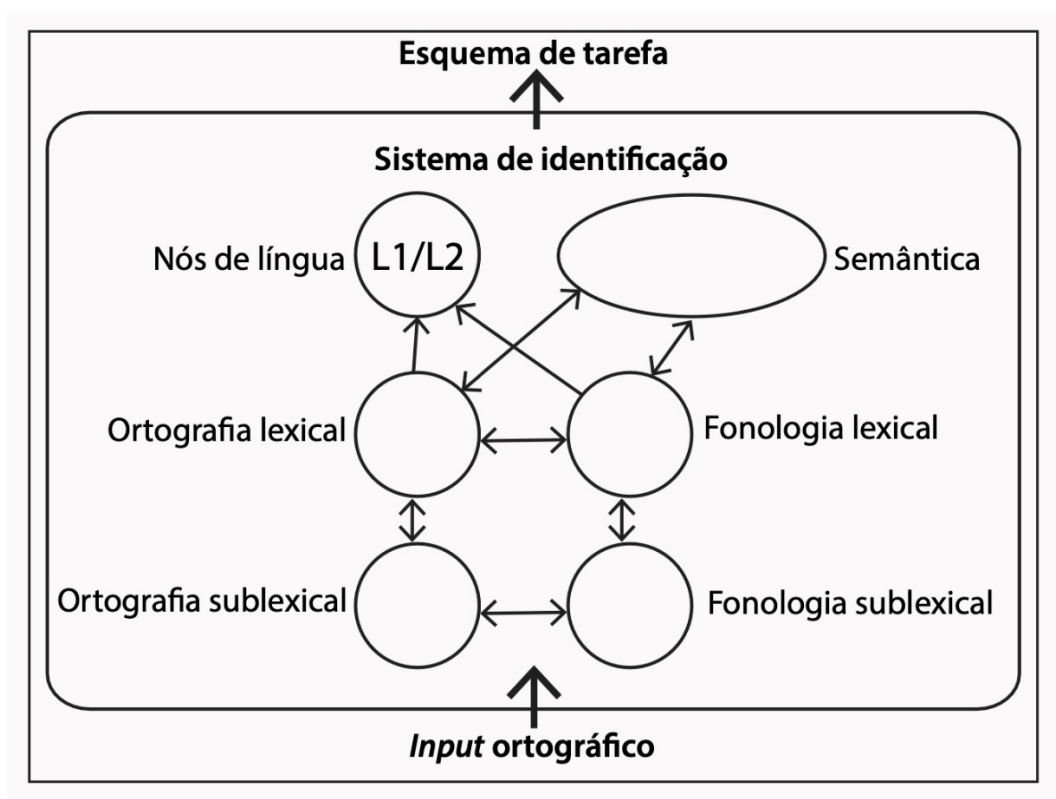 Esquema de tarefa
Sistema de identificação
Nós de língua
L1/L2
Semântica
Ortografia lexical
Fonologia lexical
Ortografia sublexical
Fonologia sublexical
Input ortográfico